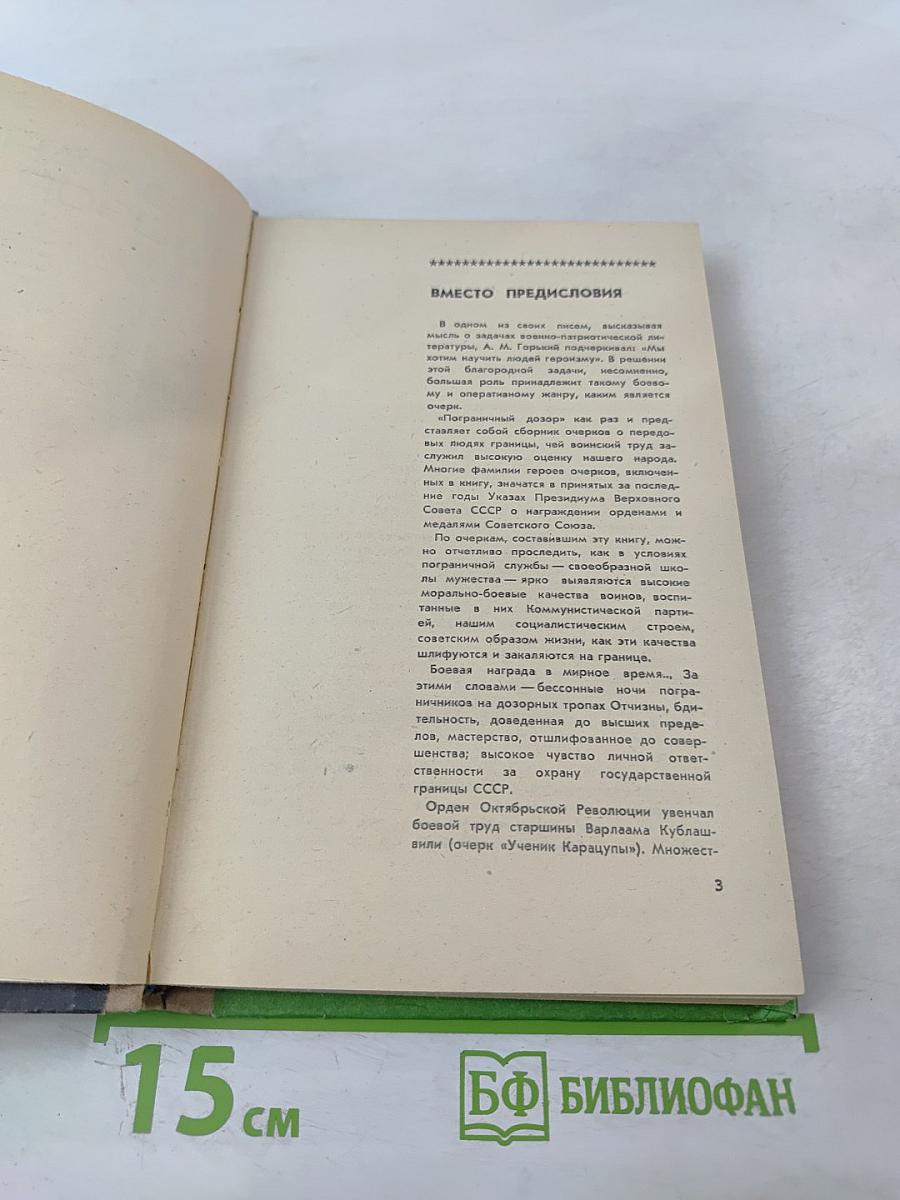 ****************************
ВМЕСТО ПРЕДИСЛОВИЯ
В одном из своих писем, высказывая
мысль о задачах военно-патриотической ли-
тературы, А. М. Горький подчеркивал: «Мы
хотим научить людей героизму». В решении
этой благородной задачи, несомненно,
большая роль принадлежит такому боево-
му и оперативному жанру, каким является
очерк.
«Пограничный дозор» как раз и пред-
ставляет собой сборник очерков о передо-
вых людях границы, чей воинский труд за-
служил высокую оценку нашего народа.
Многие фамилии героев очерков, включен-
ных в книгу, значатся в принятых за послед-
ние годы Указах Президиума Верховного
Совета СССР о награждении орденами и
медалями Советского Союза.
По очеркам, составившим эту книгу, мож-
но отчетливо проследить, как в условиях
пограничной службы — своеобразной шко-
лы мужества — ярко выявляются высокие
морально-боевые качества воинов, воспи-
танные в них Коммунистической парти-
ей, нашим социалистическим строем,
советским образом жизни, как эти качества
шлифуются и закаляются на границе.
Боевая награда в мирное время... За
этими словами — бессонные ночи погра-
ничников на дозорных тропах Отчизны, бди-
тельность, доведенная до высших преде-
лов, мастерство, отшлифованное до совер-
шенства; высокое чувство личной ответ-
ственности за охрану государственной
границы СССР.
Орден Октябрьской Революции увенчал
боевой труд старшины Варлаама Кублаш-
вили (очерк «Ученик Карацупы»). Множест-
3
15 см
БФ БИБЛИОФАН